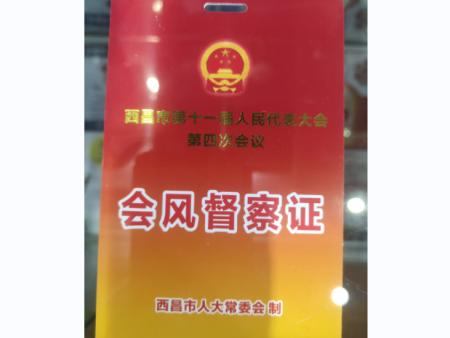 西昌市第十一届人民代表大会
第四次会议
会风督察证
西昌市人大常委会 制